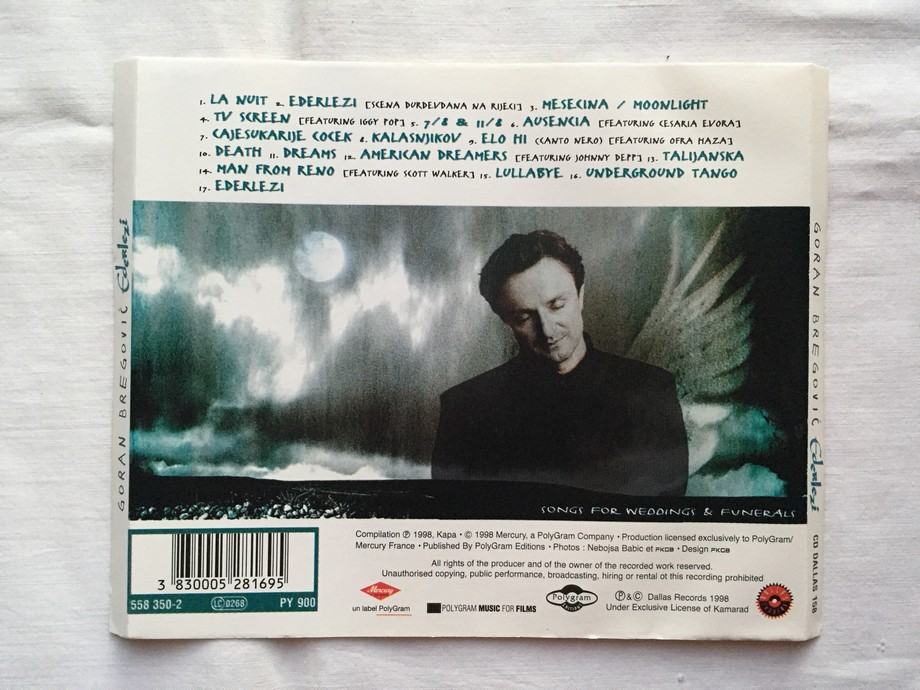 1. LA NUIT 2. EDERLEZI [SCENA DURDEVDANA NA RIJECI] 3. MESECINA / MOONLIGHT
4. TV SCREEN [FEATURING IGGY POP] 5. 7/8 & 11/8 6. AUSENCIA [FEATURING CESARIA EVORA]
7. CAJESUKARIJE COCEK 8. KALASNJIKOV 9. ELO HI (CANTO NERO) [FEATURING OFRA HAZA]
10. DEATH 11. DREAMS 12. AMERICAN DREAMERS [FEATURING JOHNNY DEPP] 13. TALIJANSKA
14. MAN FROM RENO [FEATURING SCOTT WALKER] 15. LULLABYE 16. UNDERGROUND TANGO
17. EDERLEZI
GORAN BREGOVIĆ Ederlezi
GORAN BREGOVIĆ Ederlezi
CD DALLAS 158
SONGS FOR WEDDINGS & FUNERALS
3 830005 281695
558 350-2 LC 0268 PY 900
Compilation ℗ 1998, Kapa • © 1998 Mercury, a PolyGram Company • Production licensed exclusively to PolyGram/
Mercury France • Published By PolyGram Editions • Photos : Nebojsa Babic et FKCB • Design FKCB
All rights of the producer and of the owner of the recorded work reserved.
Unauthorised copying, public performance, broadcasting, hiring or rental ot this recording prohibited
Mercury
un label PolyGram
POLYGRAM MUSIC FOR FILMS
PolyGram
EDITIONS
℗&© Dallas Records 1998
Under Exclusive License of Kamarad